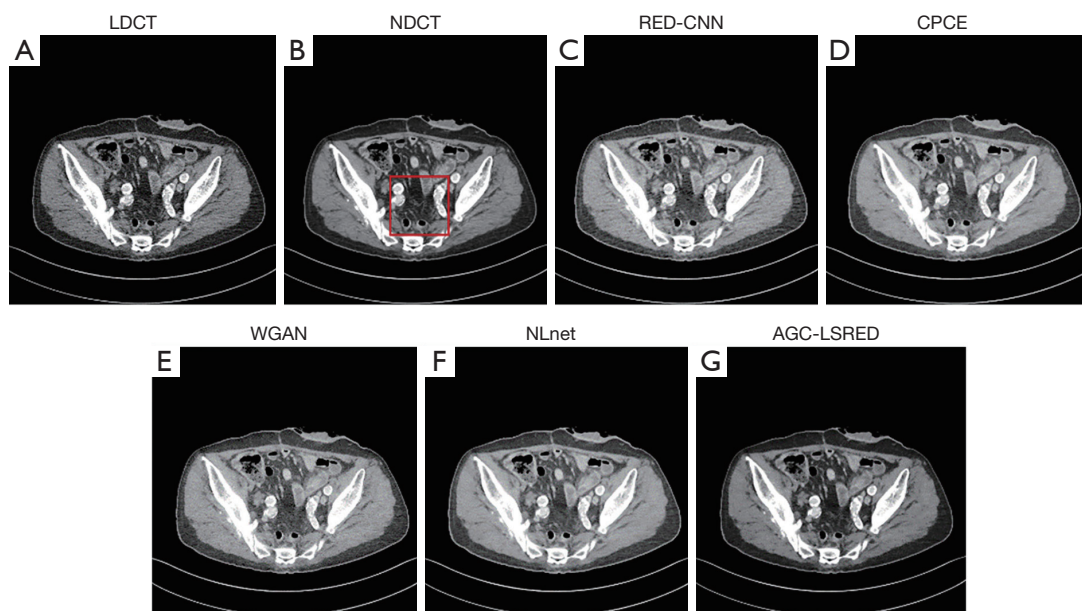 LDCT NDCT RED-CNN CPCE
A B C D
WGAN NLnet AGC-LSRED
E F G